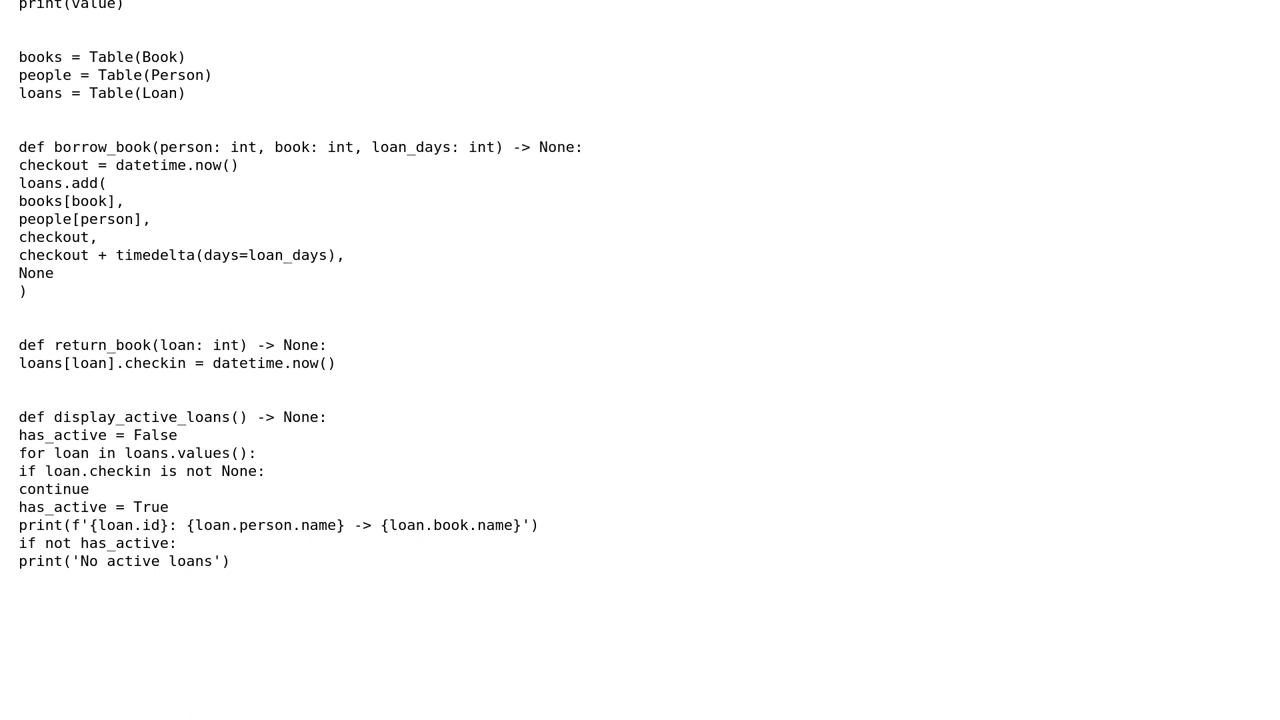 print(value)
books = Table(Book)
people = Table(Person)
loans = Table(Loan)
def borrow_book(person: int, book: int, loan_days: int) -> None:
checkout = datetime.now()
loans.add(
books[book],
people[person],
checkout,
checkout + timedelta(days=loan_days),
None
)
def return_book(loan: int) -> None:
loans[loan].checkin = datetime.now()
def display_active_loans() -> None:
has_active = False
for loan in loans.values():
if loan.checkin is not None:
continue
has_active = True
print(f'{loan.id}: {loan.person.name} -> {loan.book.name}')
if not has_active:
print('No active loans')